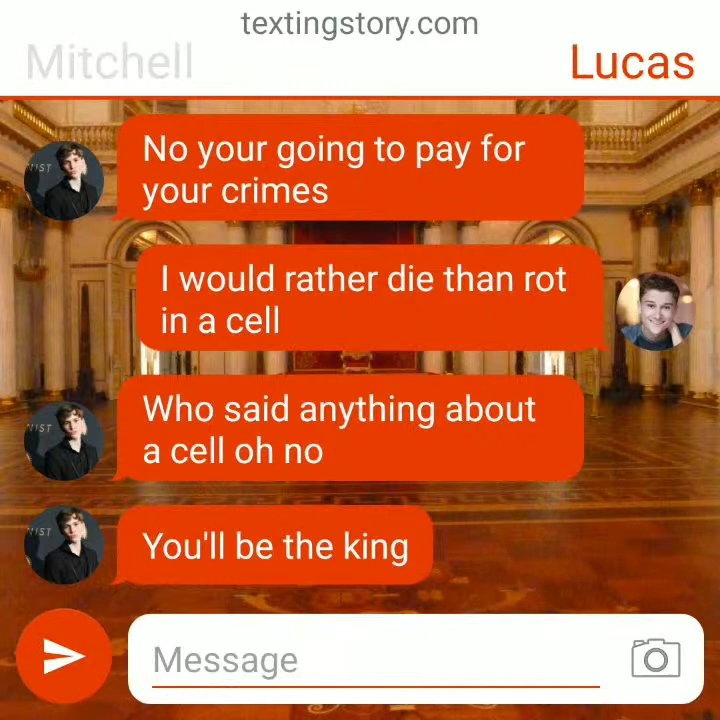 textingstory.com
Mitchell
Lucas
No your going to pay for
your crimes
I would rather die than rot
in a cell
Who said anything about
a cell oh no
You'll be the king
Message